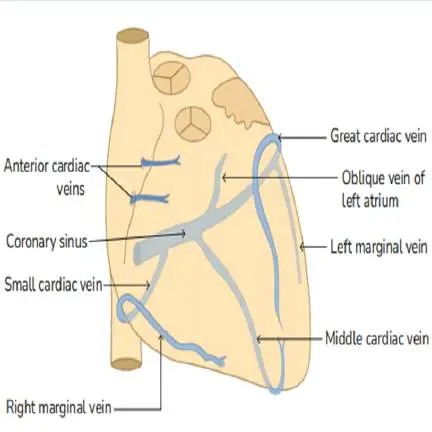 Great cardiac vein
Anterior cardiac
veins
Oblique vein of
left atrium
Coronary sinus
Left marginal vein
Small cardiac vein
Middle cardiac vein
Right marginal vein